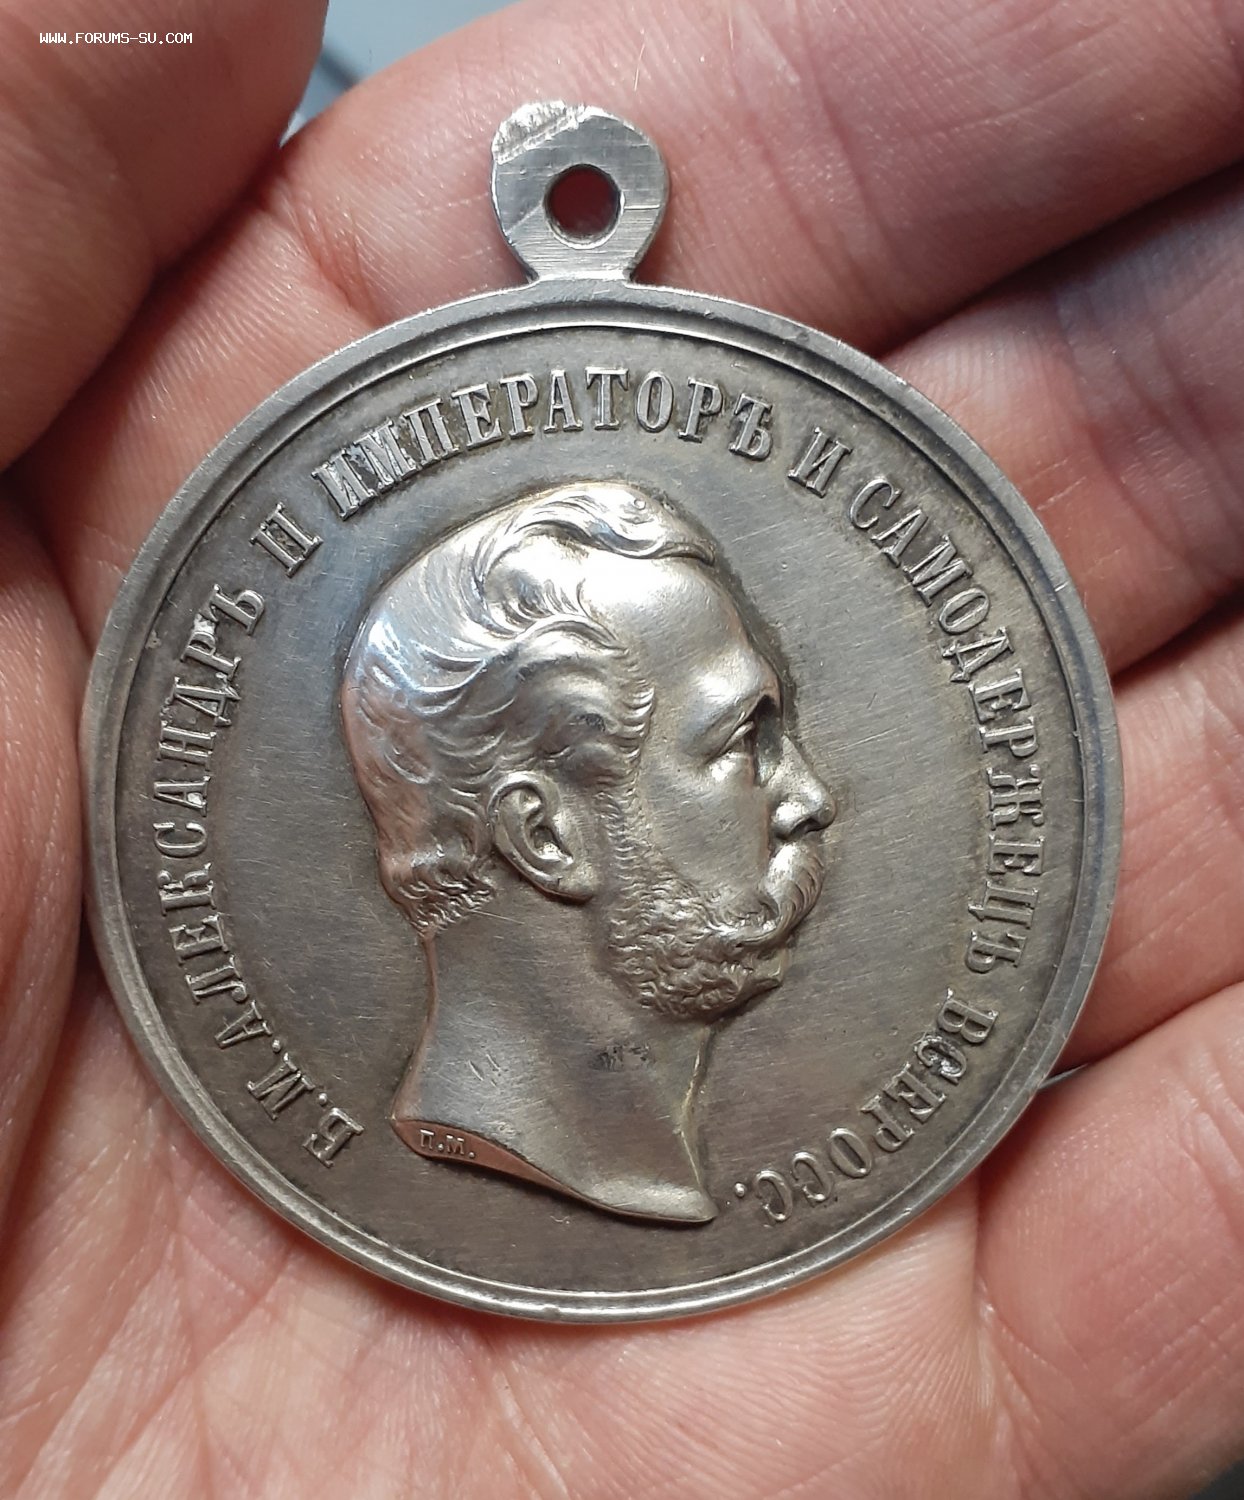 WWW.FORUMS-SU.COM
Б.М.АЛЕКСАНДРЪ II ИМПЕРАТОРЪ И САМОДЕРЖЕЦЪ ВСЕРОСС.
П.М.